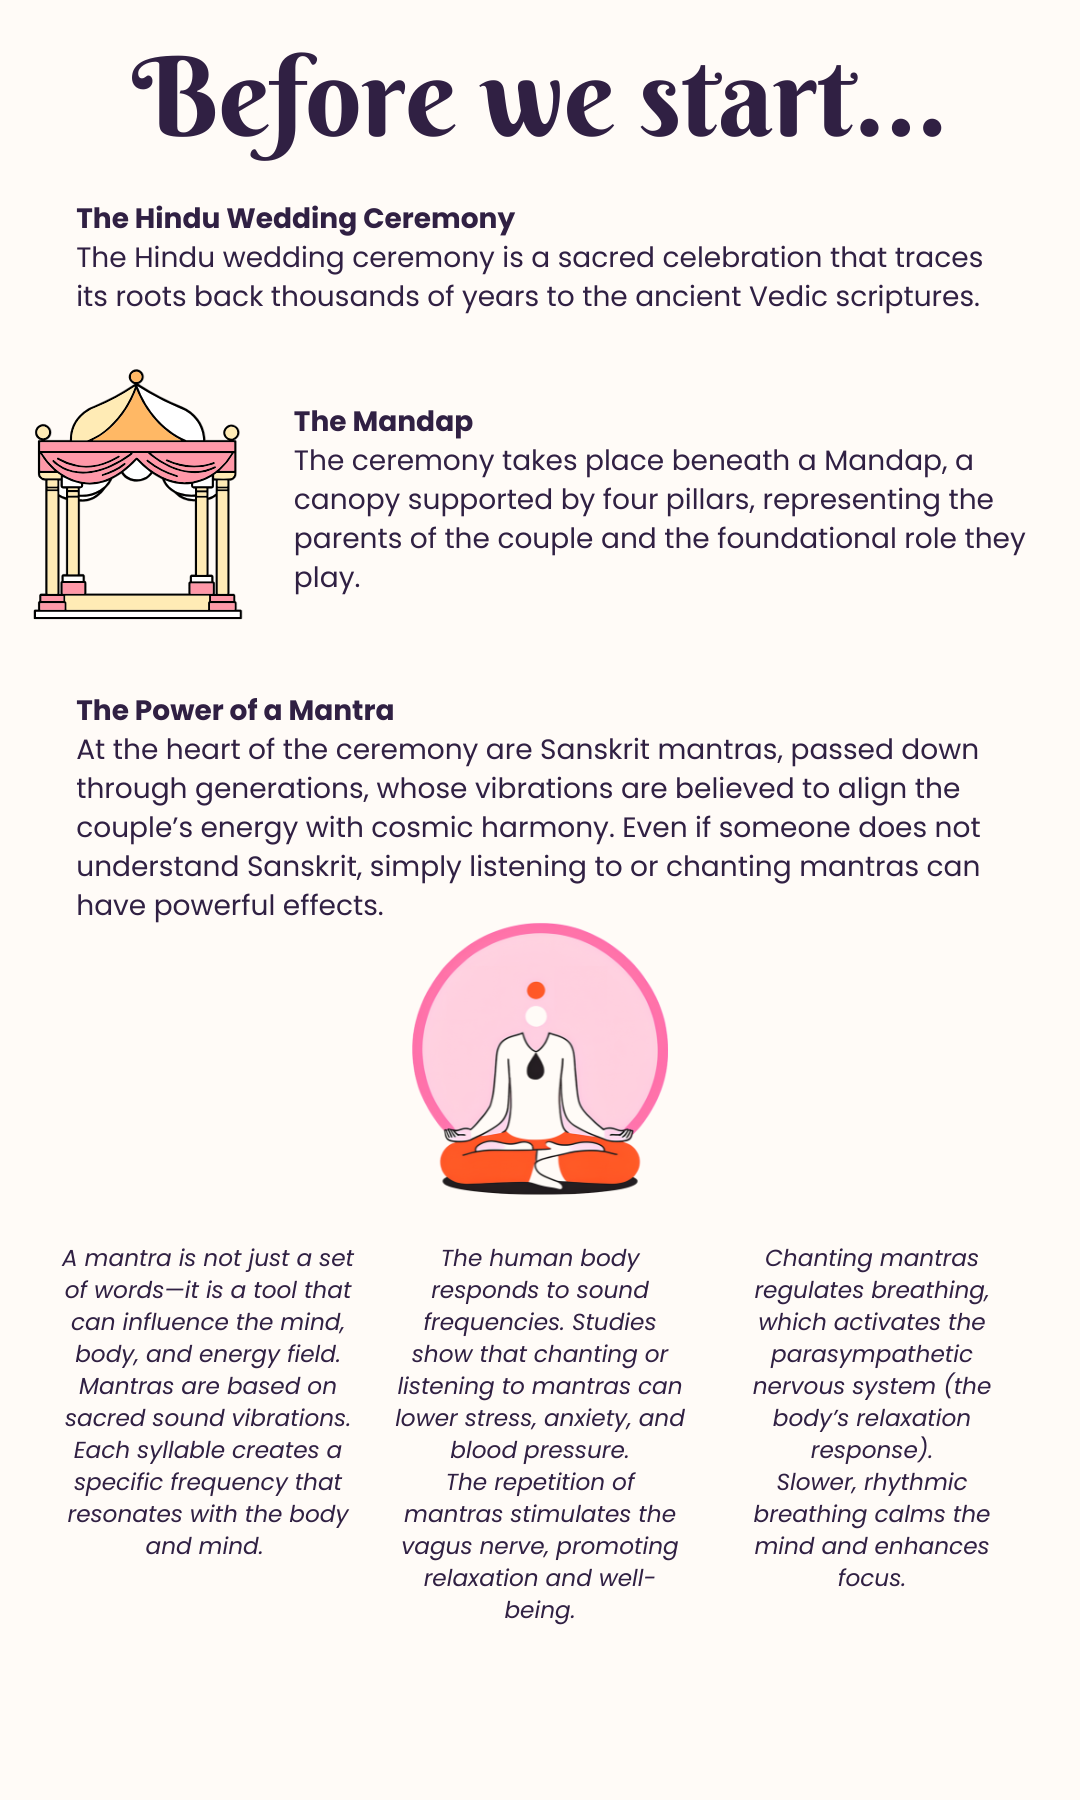 Before we start...
The Hindu Wedding Ceremony
The Hindu wedding ceremony is a sacred celebration that traces
its roots back thousands of years to the ancient Vedic scriptures.
The Mandap
The ceremony takes place beneath a Mandap, a
canopy supported by four pillars, representing the
parents of the couple and the foundational role they
play.
The Power of a Mantra
At the heart of the ceremony are Sanskrit mantras, passed down
through generations, whose vibrations are believed to align the
couple’s energy with cosmic harmony. Even if someone does not
understand Sanskrit, simply listening to or chanting mantras can
have powerful effects.
A mantra is not just a set
of words—it is a tool that
can influence the mind,
body, and energy field.
Mantras are based on
sacred sound vibrations.
Each syllable creates a
specific frequency that
resonates with the body
and mind.
The human body
responds to sound
frequencies. Studies
show that chanting or
listening to mantras can
lower stress, anxiety, and
blood pressure.
The repetition of
mantras stimulates the
vagus nerve, promoting
relaxation and well-
being.
Chanting mantras
regulates breathing,
which activates the
parasympathetic
nervous system (the
body’s relaxation
response).
Slower, rhythmic
breathing calms the
mind and enhances
focus.